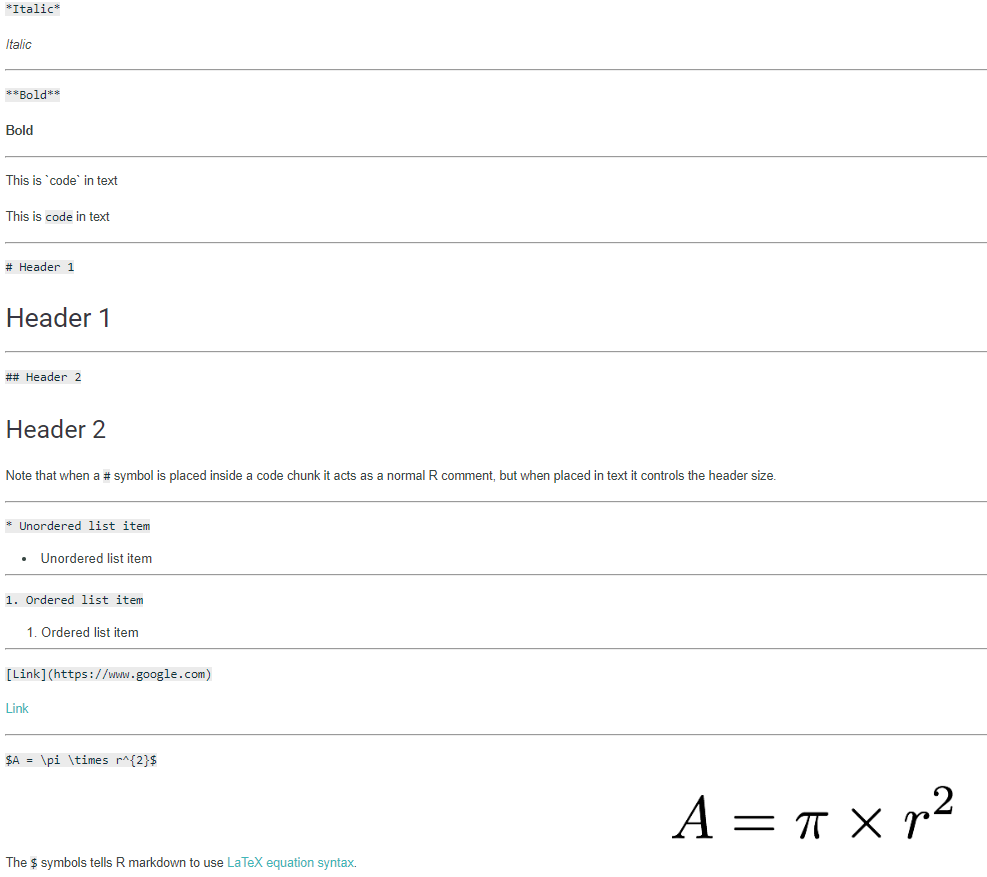 *Italic*
Italic
**Bold**
Bold
This is `code` in text
This is code in text
# Header 1
Header 1
## Header 2
Header 2
Note that when a # symbol is placed inside a code chunk it acts as a normal R comment, but when placed in text it controls the header size.
* Unordered list item
• Unordered list item
1. Ordered list item
1. Ordered list item
[Link](https://www.google.com)
Link
$A = \pi \times r^{2}$
A = π × r²
The $ symbols tells R markdown to use LaTeX equation syntax.